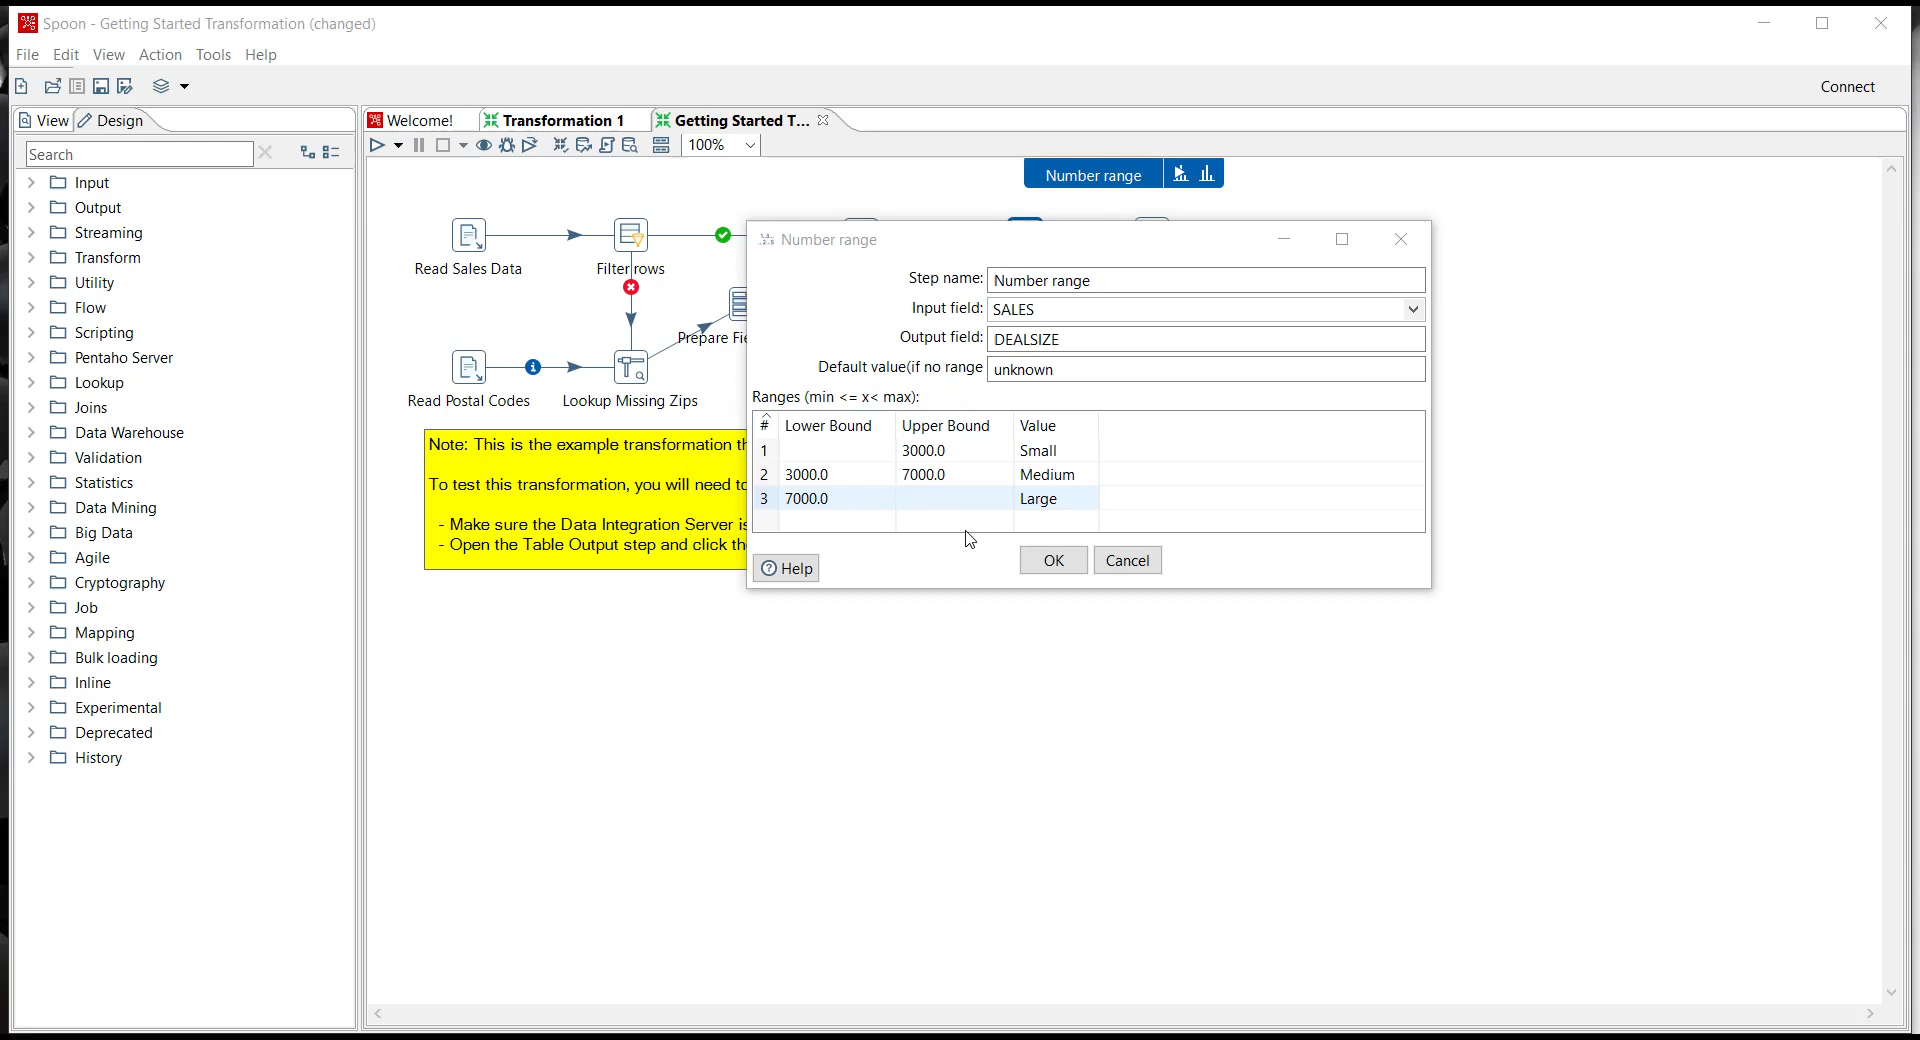 Spoon - Getting Started Transformation (changed)
File Edit View Action Tools Help
Connect
View Design
Welcome! Transformation 1 Getting Started T...
Search
100%
Number range
Input
Output
Streaming
Transform
Utility
Flow
Scripting
Pentaho Server
Lookup
Joins
Data Warehouse
Validation
Statistics
Data Mining
Big Data
Agile
Cryptography
Job
Mapping
Bulk loading
Inline
Experimental
Deprecated
History
Read Sales Data
Filter rows
Prepare Fie
Read Postal Codes
Lookup Missing Zips
Note: This is the example transformation th
To test this transformation, you will need to
- Make sure the Data Integration Server is
- Open the Table Output step and click th
Number range
Step name: Number range
Input field: SALES
Output field: DEALSIZE
Default value(if no range unknown
Ranges (min <= x< max):
# Lower Bound Upper Bound Value
1 3000.0 Small
2 3000.0 7000.0 Medium
3 7000.0 Large
Help
OK Cancel